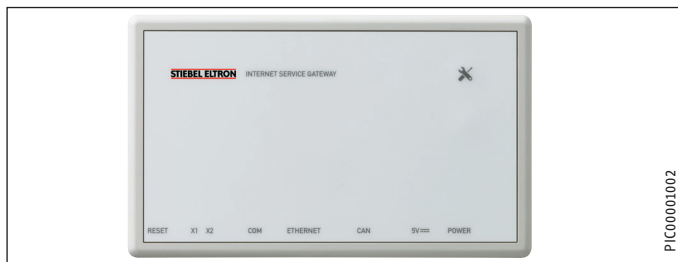 STIEBEL ELTRON INTERNET SERVICE GATEWAY
RESET X1 X2 COM ETHERNET CAN 5V⎓ POWER
PIC00001002